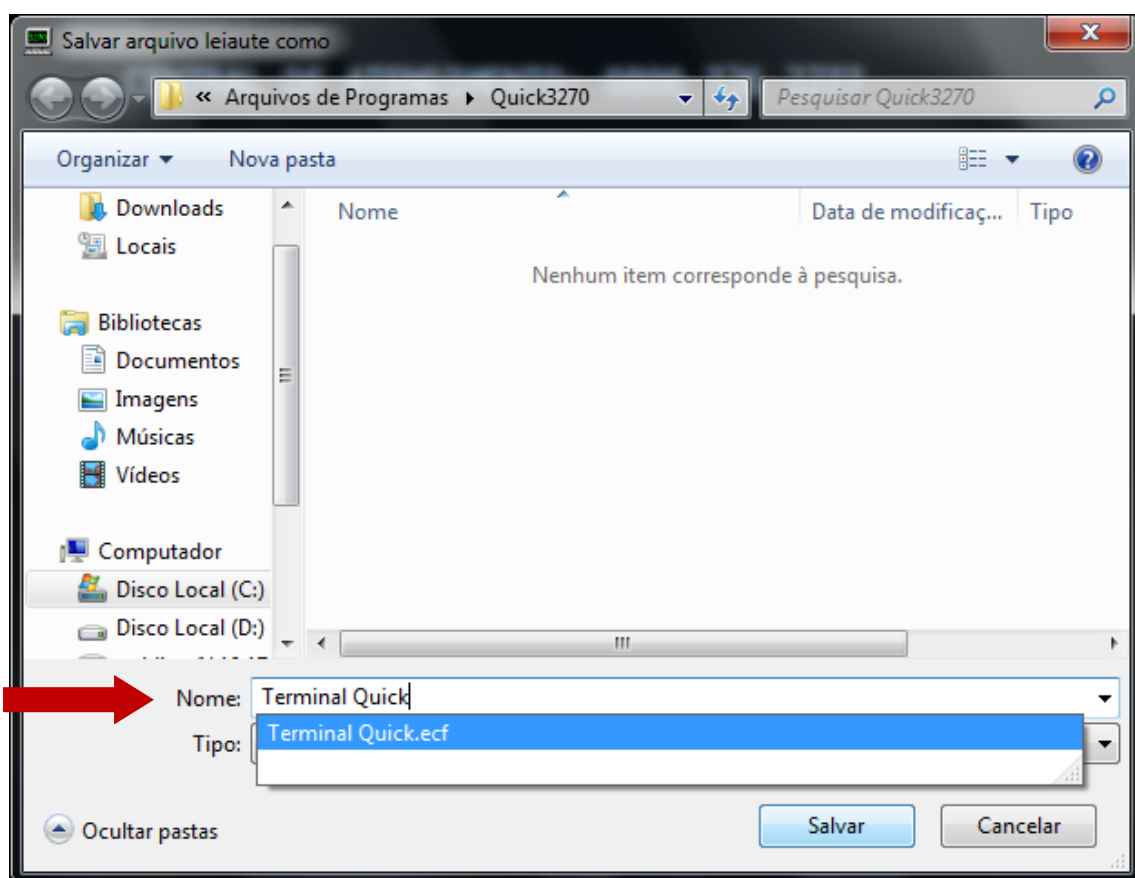 Salvar arquivo leiaute como
x
« Arquivos de Programas Quick3270
Pesquisar Quick3270
Organizar Nova pasta
Downloads
Locais
Bibliotecas
Documentos
Imagens
Músicas
Vídeos
Computador
Disco Local (C:)
Disco Local (D:)
Nome Data de modificaç... Tipo
Nenhum item corresponde à pesquisa.
Nome: Terminal Quick
Terminal Quick.ecf
Tipo:
Ocultar pastas
Salvar Cancelar